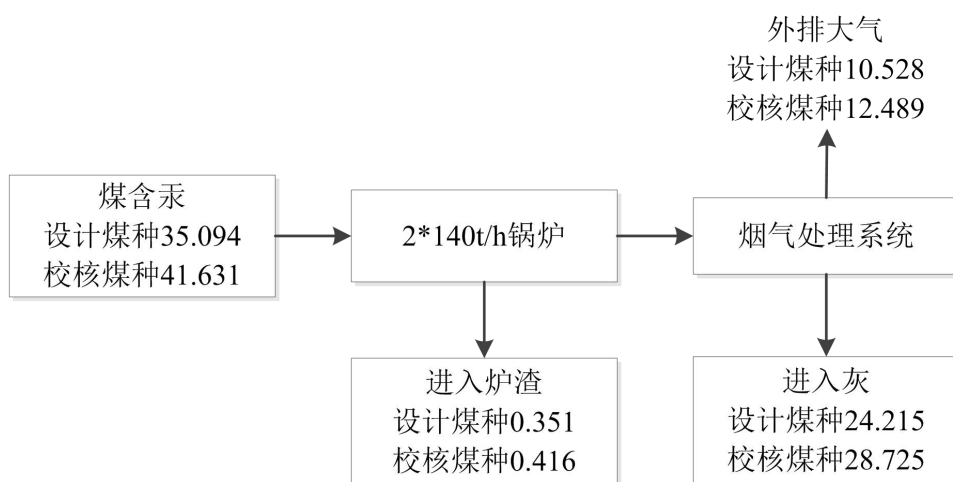 外排大气
设计煤种10.528
校核煤种12.489
煤含汞
设计煤种35.094
校核煤种41.631
2*140t/h锅炉
烟气处理系统
进入炉渣
设计煤种0.351
校核煤种0.416
进入灰
设计煤种24.215
校核煤种28.725